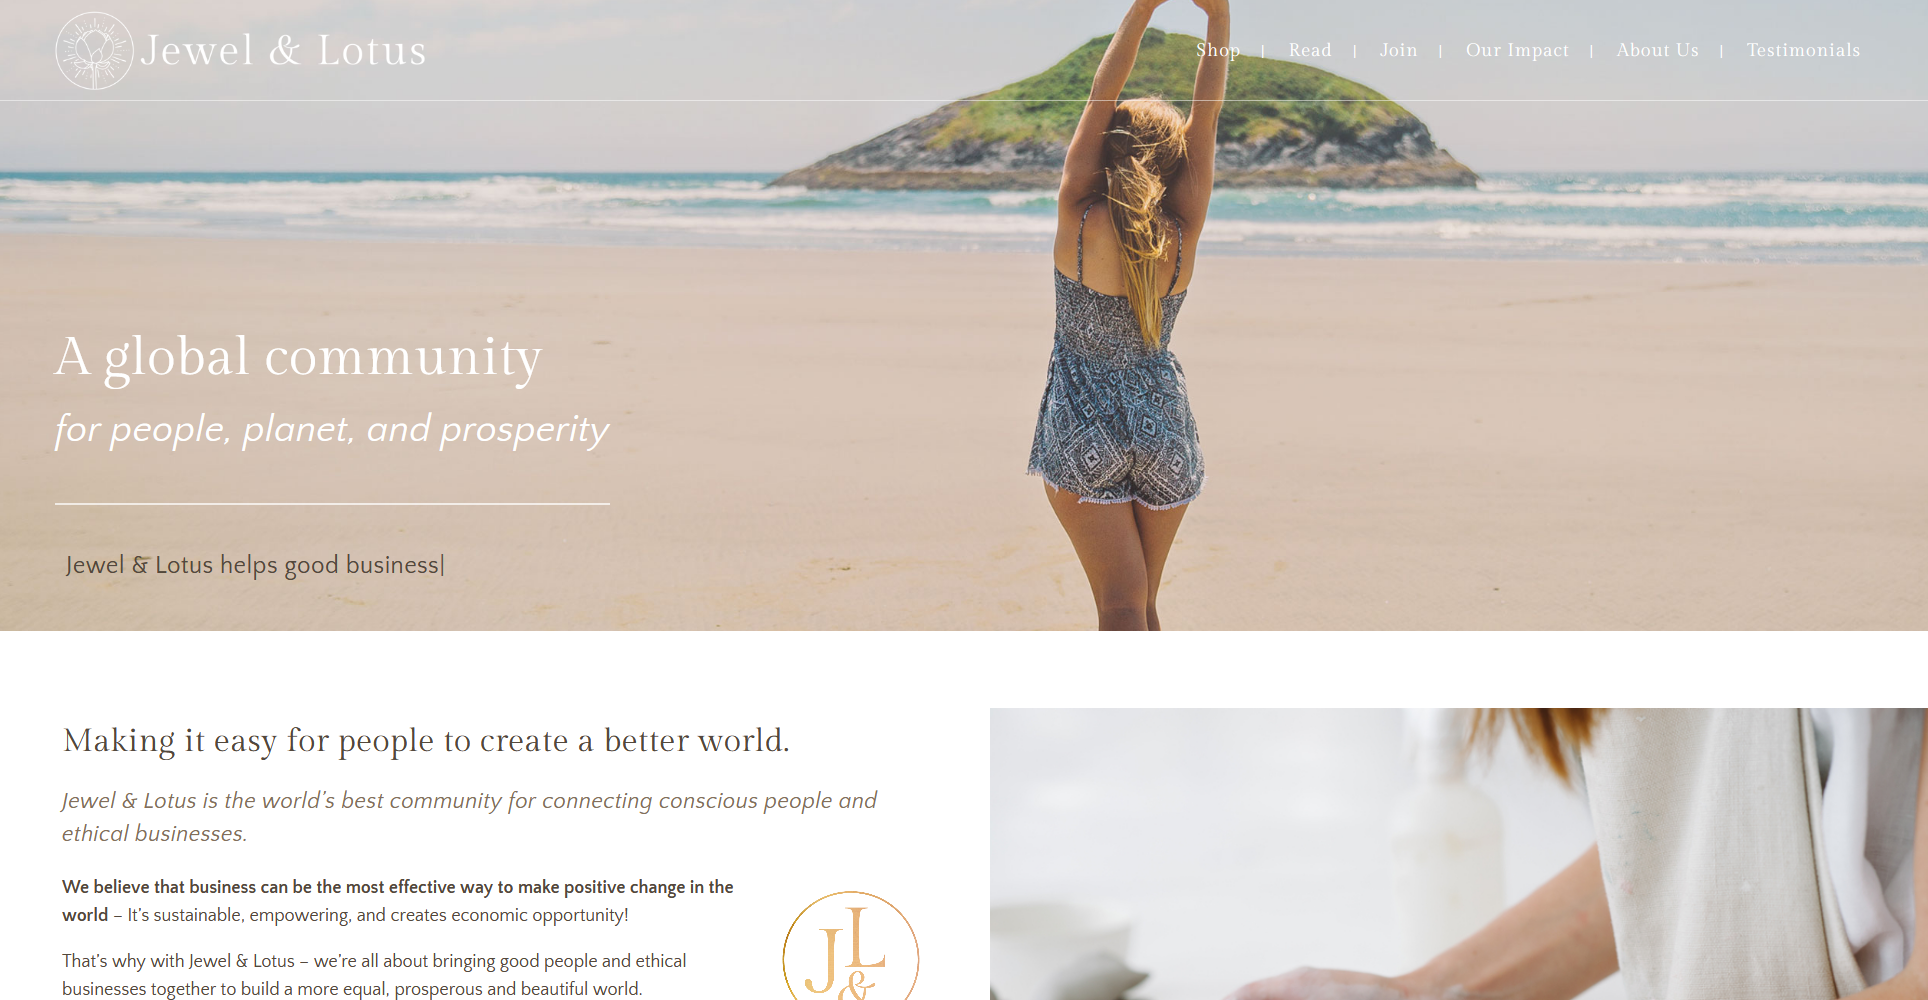 Jewel & Lotus
Shop | Read | Join | Our Impact | About Us | Testimonials
A global community
for people, planet, and prosperity
Jewel & Lotus helps good business|
Making it easy for people to create a better world.
Jewel & Lotus is the world’s best community for connecting conscious people and
ethical businesses.
We believe that business can be the most effective way to make positive change in the
world – It’s sustainable, empowering, and creates economic opportunity!
That’s why with Jewel & Lotus – we’re all about bringing good people and ethical
businesses together to build a more equal, prosperous and beautiful world.
JL
&